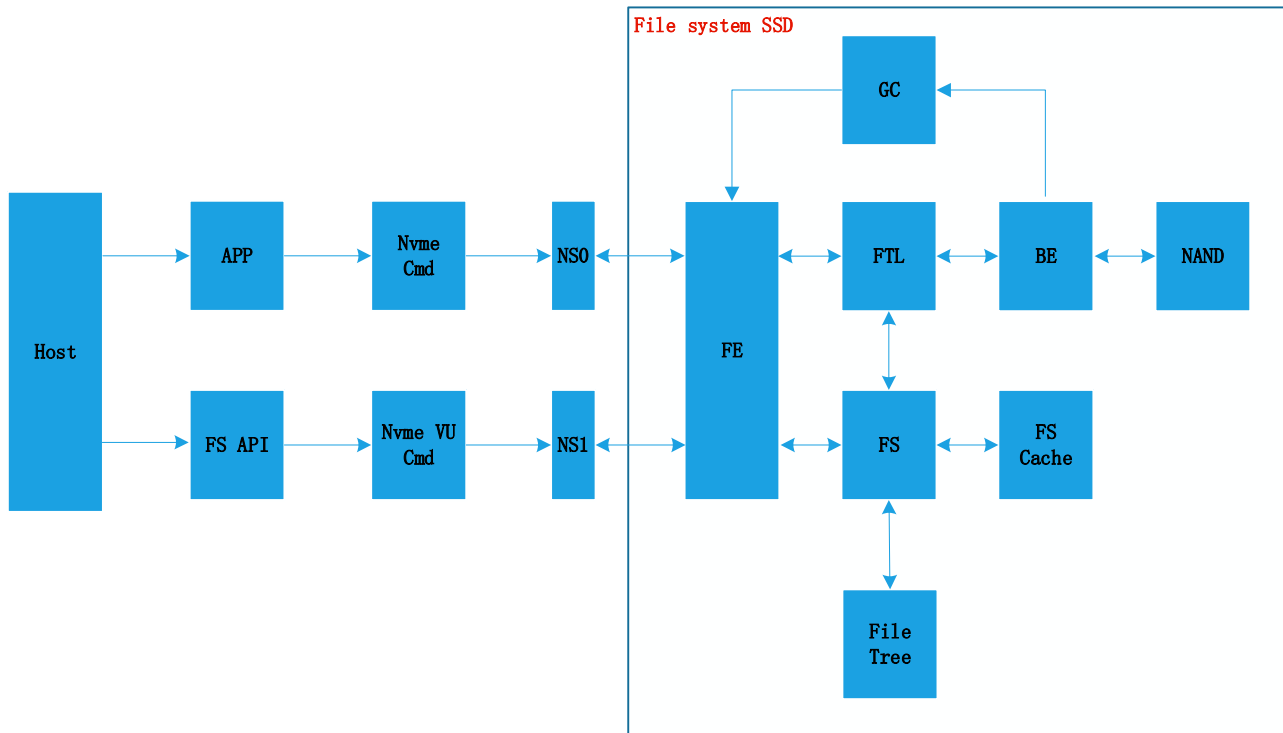 File system SSD
GC
Host
APP
Nvme
Cmd
NS0
FE
FTL
BE
NAND
FS API
Nvme VU
Cmd
NS1
FS
FS
Cache
File
Tree